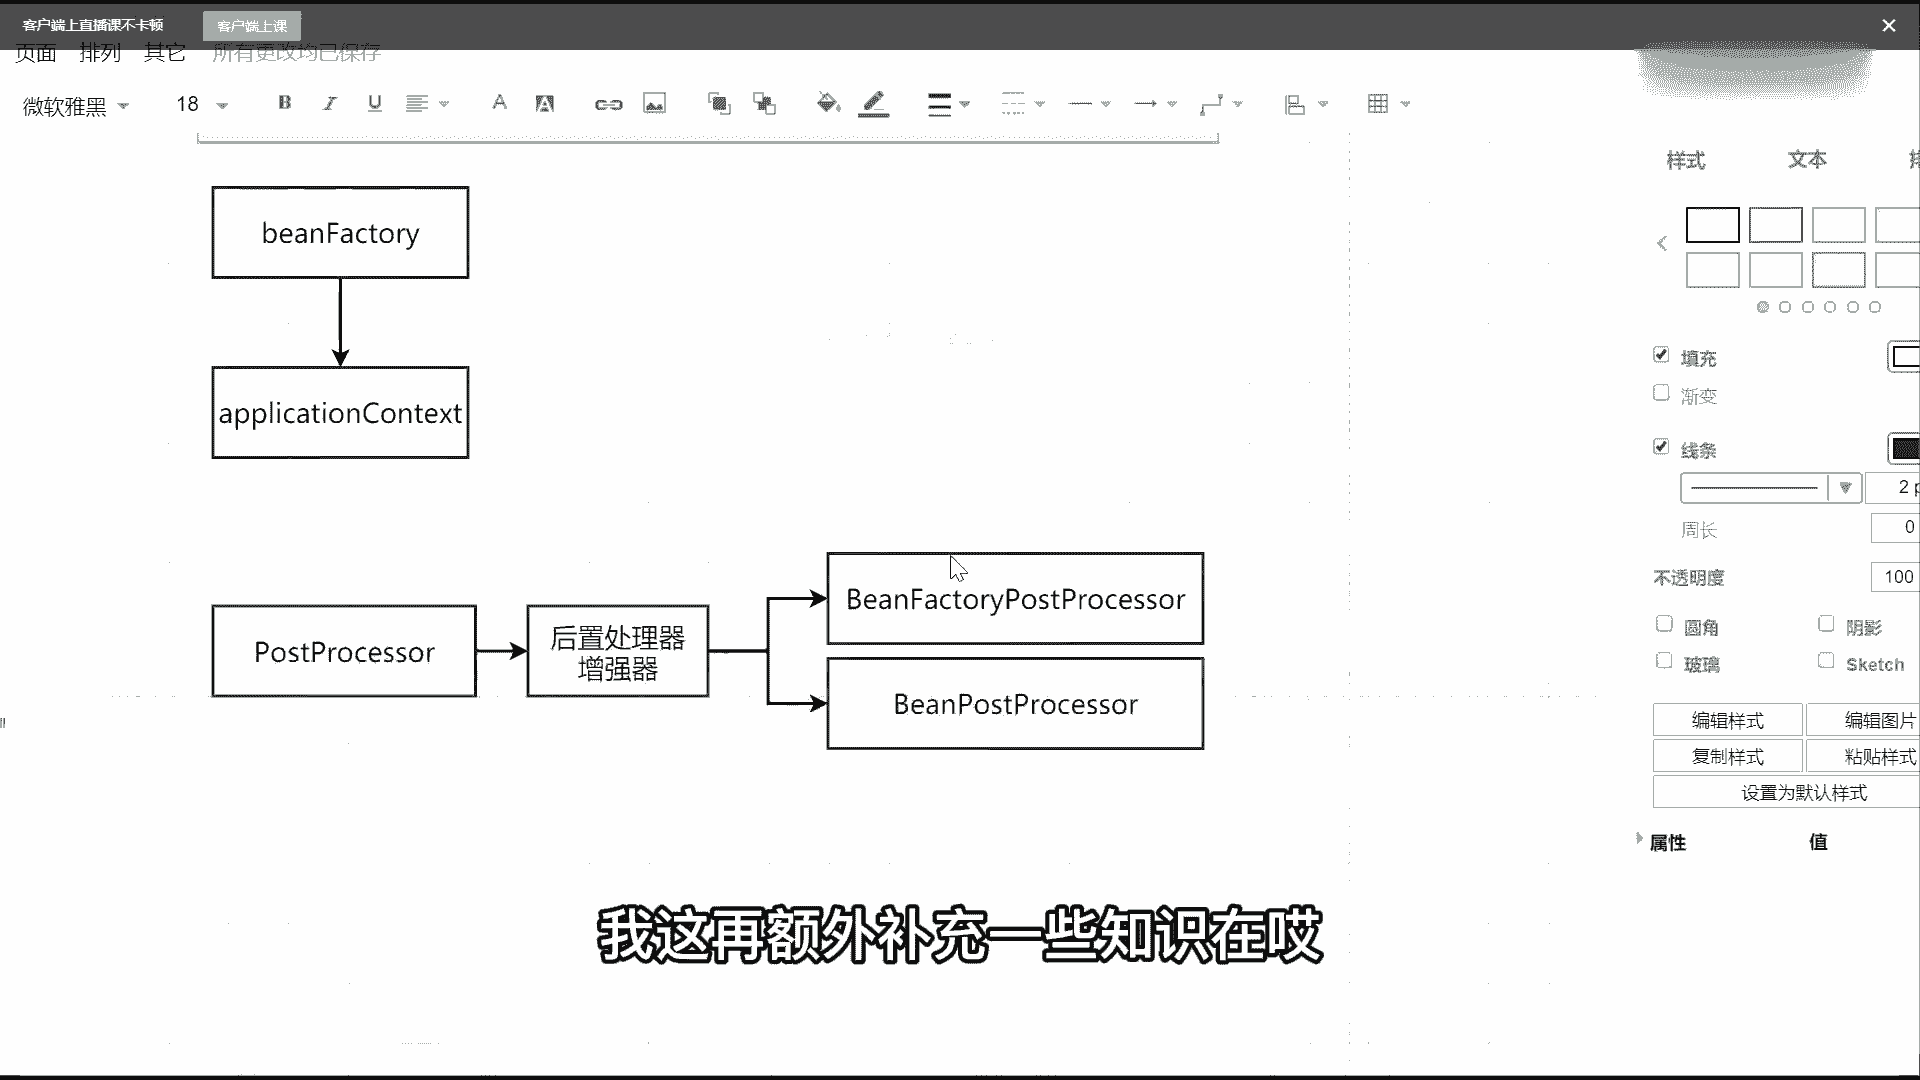 客户端上直播课不卡顿
客户端上课
页面 排列 其它 所有更改均已保存
微软雅黑 18 B I U A A
样式 文本
beanFactory
applicationContext
填充
渐变
线条
2 p
周长 0
不透明度 100
BeanFactoryPostProcessor
PostProcessor
后置处理器
增强器
BeanPostProcessor
圆角 阴影
玻璃 Sketch
编辑样式 编辑图片
复制样式 粘贴样式
设置为默认样式
属性 值
我这再额外补充一些知识在哎